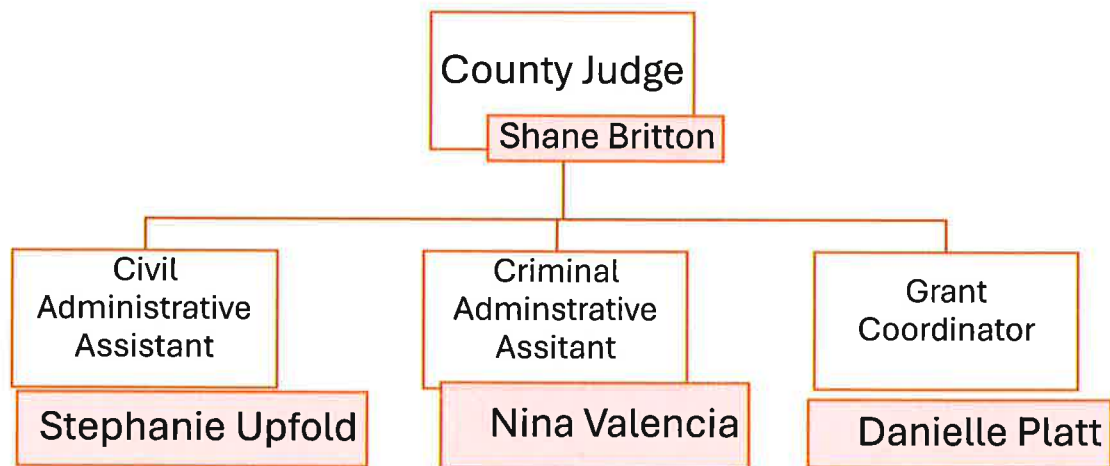 County Judge
Shane Britton
Civil
Administrative
Assistant
Stephanie Upfold
Criminal
Adminstrative
Assitant
Nina Valencia
Grant
Coordinator
Danielle Platt